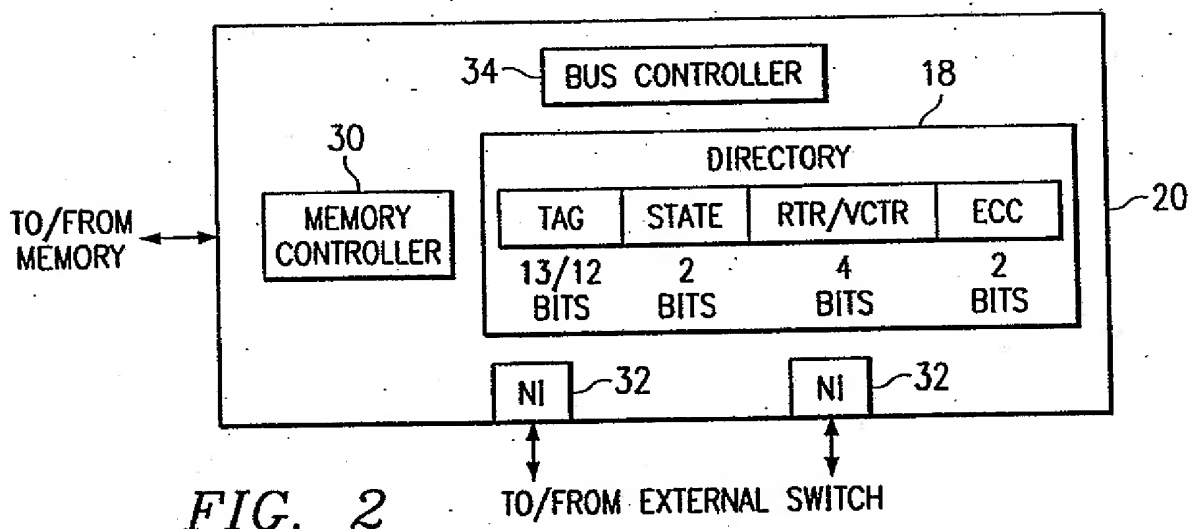 34
BUS CONTROLLER
18
30
DIRECTORY
TO/FROM
MEMORY
MEMORY
CONTROLLER
TAG
STATE
RTR/VCTR
ECC
20
13/12
BITS
2
BITS
4
BITS
2
BITS
NI
32
NI
32
FIG. 2
TO/FROM EXTERNAL SWITCH